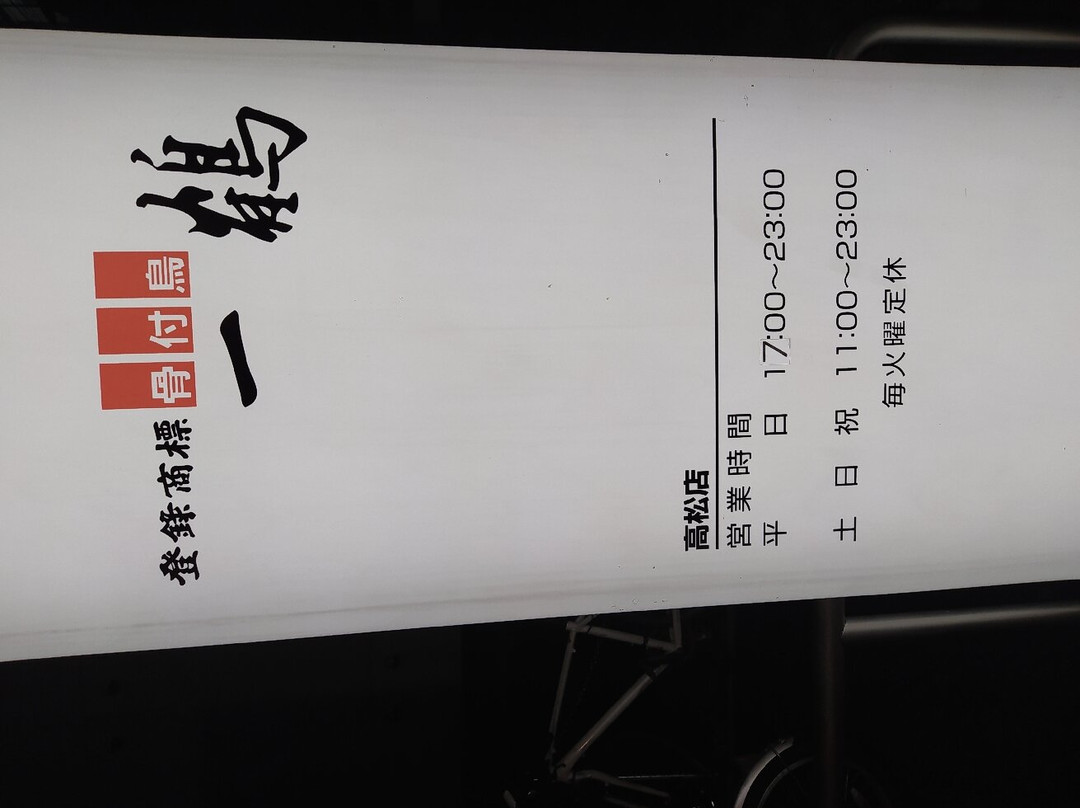 登録商標 骨付鳥
一鶴
高松店
営業時間
平日 17:00～23:00
土日祝 11:00～23:00
毎火曜定休